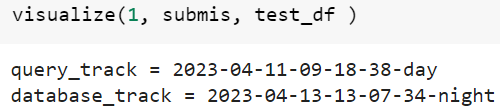 visualize(1, submis, test_df )
query_track = 2023-04-11-09-18-38-day
database_track = 2023-04-13-13-07-34-night